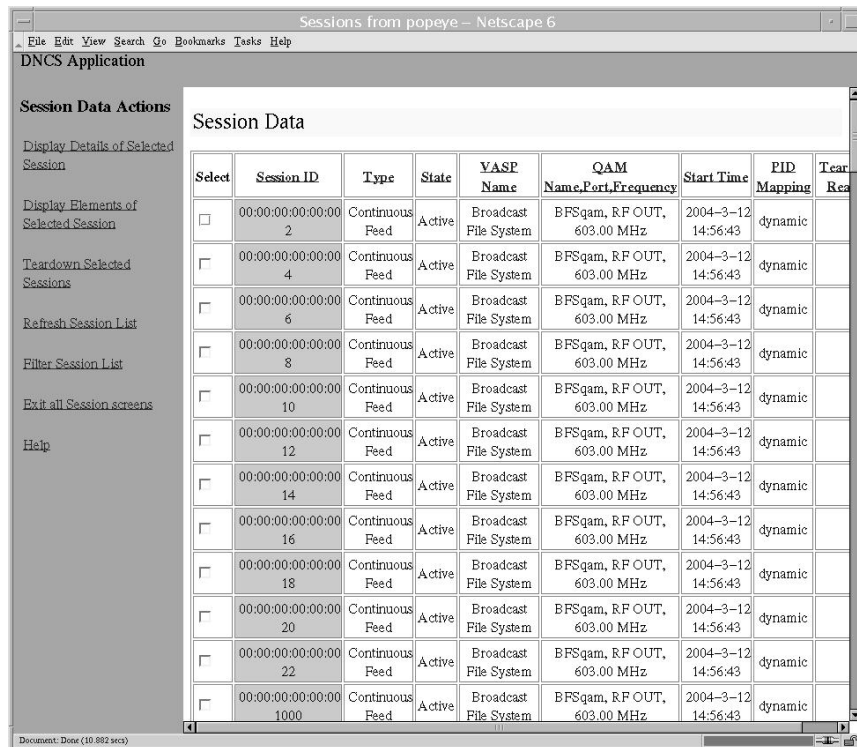 Sessions from popeye – Netscape 6
File Edit View Search Go Bookmarks Tasks Help
DNCS Application
Session Data Actions
Display Details of Selected
Session
Display Elements of
Selected Session
Teardown Selected
Sessions
Refresh Session List
Filter Session List
Exit all Session screens
Help
Session Data
Select Session ID Type State VASP Name QAM Name,Port,Frequency Start Time PID Mapping Tear Rea
00:00:00:00:00:00 2 Continuous Feed Active Broadcast File System BFSqam, RF OUT, 603.00 MHz 2004–3–12 14:56:43 dynamic
00:00:00:00:00:00 4 Continuous Feed Active Broadcast File System BFSqam, RF OUT, 603.00 MHz 2004–3–12 14:56:43 dynamic
00:00:00:00:00:00 6 Continuous Feed Active Broadcast File System BFSqam, RF OUT, 603.00 MHz 2004–3–12 14:56:43 dynamic
00:00:00:00:00:00 8 Continuous Feed Active Broadcast File System BFSqam, RF OUT, 603.00 MHz 2004–3–12 14:56:43 dynamic
00:00:00:00:00:00 10 Continuous Feed Active Broadcast File System BFSqam, RF OUT, 603.00 MHz 2004–3–12 14:56:43 dynamic
00:00:00:00:00:00 12 Continuous Feed Active Broadcast File System BFSqam, RF OUT, 603.00 MHz 2004–3–12 14:56:43 dynamic
00:00:00:00:00:00 14 Continuous Feed Active Broadcast File System BFSqam, RF OUT, 603.00 MHz 2004–3–12 14:56:43 dynamic
00:00:00:00:00:00 16 Continuous Feed Active Broadcast File System BFSqam, RF OUT, 603.00 MHz 2004–3–12 14:56:43 dynamic
00:00:00:00:00:00 18 Continuous Feed Active Broadcast File System BFSqam, RF OUT, 603.00 MHz 2004–3–12 14:56:43 dynamic
00:00:00:00:00:00 20 Continuous Feed Active Broadcast File System BFSqam, RF OUT, 603.00 MHz 2004–3–12 14:56:43 dynamic
00:00:00:00:00:00 22 Continuous Feed Active Broadcast File System BFSqam, RF OUT, 603.00 MHz 2004–3–12 14:56:43 dynamic
00:00:00:00:00:00 1000 Continuous Feed Active Broadcast File System BFSqam, RF OUT, 603.00 MHz 2004–3–12 14:56:43 dynamic
Document: Done (10.882 secs)